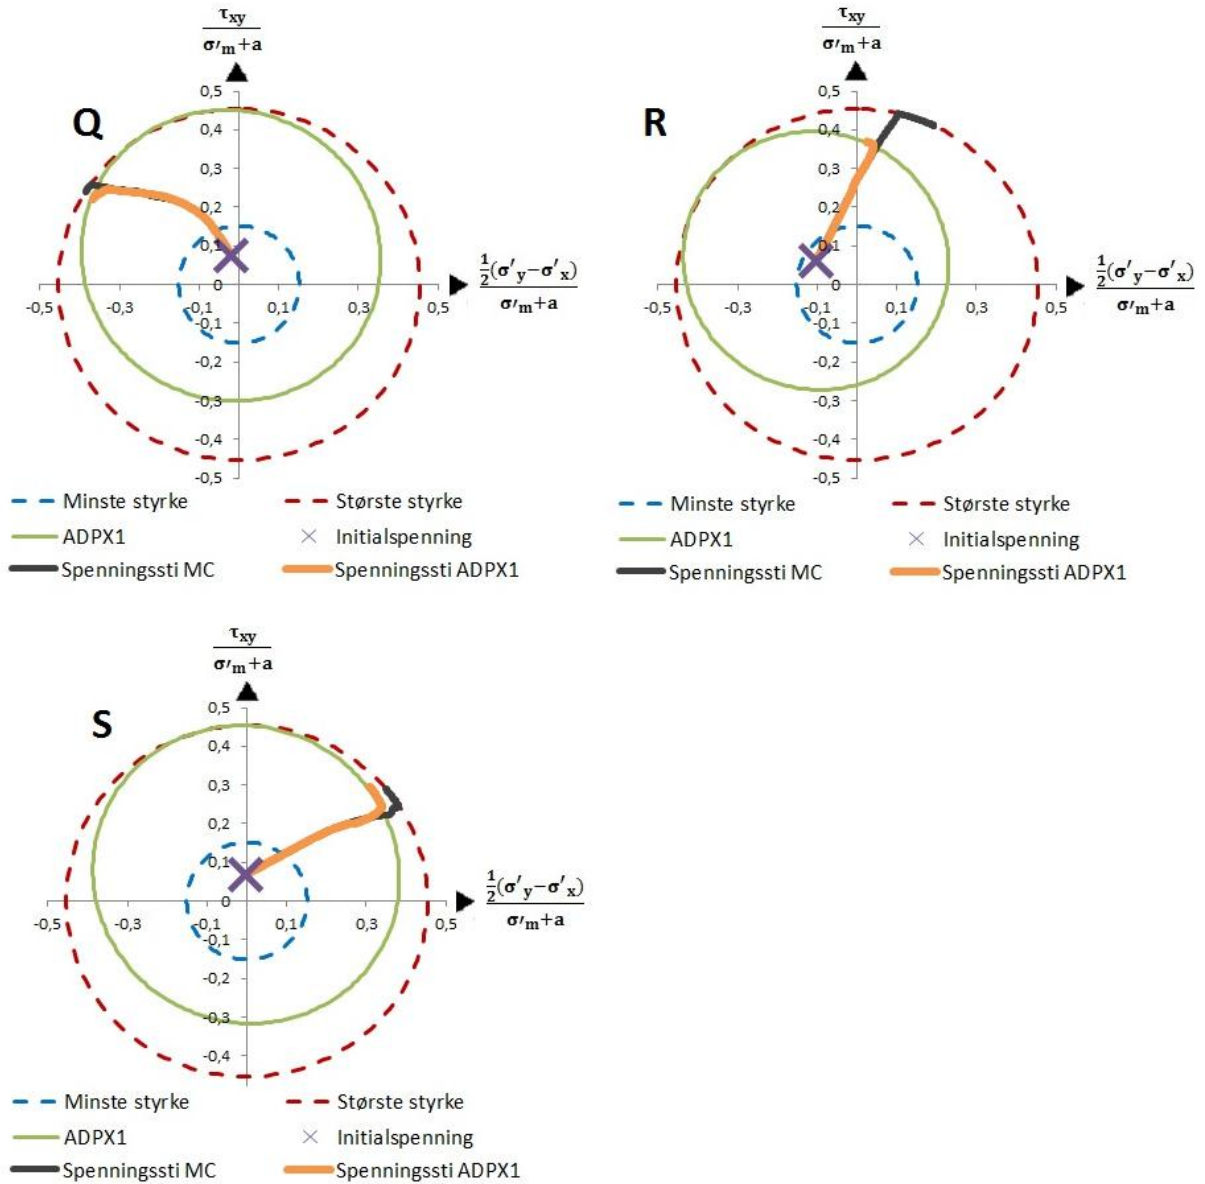 τxy
σ′m+a
Q
0,5
0,4
0,3
0,2
0,1
0
-0,1
-0,2
-0,3
-0,4
-0,5
-0,5 -0,3 -0,1 0,1 0,3 0,5
½(σ′y−σ′x)
σ′m+a
Minste styrke Største styrke
ADPX1 Initialspenning
Spenningssti MC Spenningssti ADPX1
τxy
σ′m+a
R
0,5
0,4
0,3
0,2
0,1
0
-0,1
-0,2
-0,3
-0,4
-0,5
-0,5 -0,3 -0,1 0,1 0,3 0,5
½(σ′y−σ′x)
σ′m+a
Minste styrke Største styrke
ADPX1 Initialspenning
Spenningssti MC Spenningssti ADPX1
τxy
σ′m+a
S
0,5
0,4
0,3
0,2
0,1
0
-0,1
-0,2
-0,3
-0,4
-0,5 -0,3 -0,1 0,1 0,3 0,5
½(σ′y−σ′x)
σ′m+a
Minste styrke Største styrke
ADPX1 Initialspenning
Spenningssti MC Spenningssti ADPX1